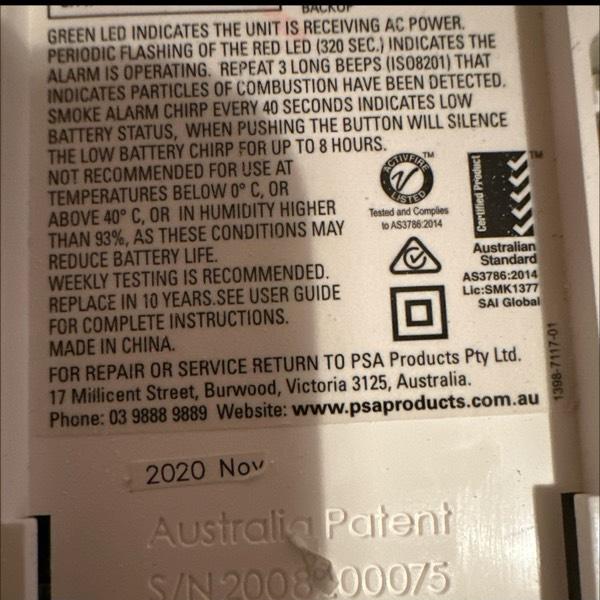 BACKUP
GREEN LED INDICATES THE UNIT IS RECEIVING AC POWER.
PERIODIC FLASHING OF THE RED LED (320 SEC.) INDICATES THE
ALARM IS OPERATING. REPEAT 3 LONG BEEPS (ISO8201) THAT
INDICATES PARTICLES OF COMBUSTION HAVE BEEN DETECTED.
SMOKE ALARM CHIRP EVERY 40 SECONDS INDICATES LOW
BATTERY STATUS, WHEN PUSHING THE BUTTON WILL SILENCE
THE LOW BATTERY CHIRP FOR UP TO 8 HOURS.
NOT RECOMMENDED FOR USE AT
TEMPERATURES BELOW 0° C, OR
ABOVE 40° C, OR IN HUMIDITY HIGHER
THAN 93%, AS THESE CONDITIONS MAY
REDUCE BATTERY LIFE.
WEEKLY TESTING IS RECOMMENDED.
REPLACE IN 10 YEARS.SEE USER GUIDE
FOR COMPLETE INSTRUCTIONS.
MADE IN CHINA.
ACTIVFIRE TM
LISTED
Tested and Complies
to AS3786:2014
Certified Product TM
Australian
Standard
AS3786:2014
Lic:SMK1377
SAI Global
FOR REPAIR OR SERVICE RETURN TO PSA Products Pty Ltd.
17 Millicent Street, Burwood, Victoria 3125, Australia.
Phone: 03 9888 9889 Website: www.psaproducts.com.au
1398-7117-01
2020 Nov
Australia Patent
S/N